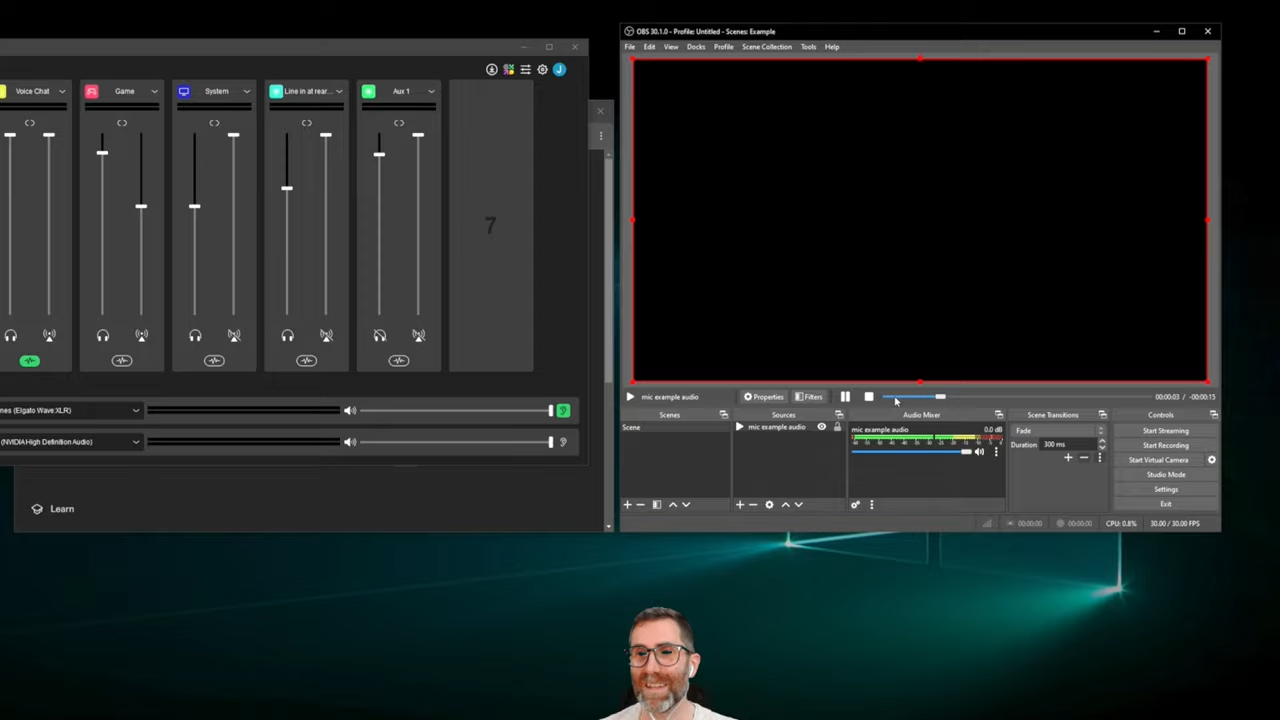 J
Voice Chat
Game
System
Line in at rear...
Aux 1
7
nes (Elgato Wave:XLR)
(NVIDIA High Definition Audio)
Learn
OBS 30.1.0 - Profile: Untitled - Scenes: Example
File Edit View Docks Profile Scene Collection Tools Help
mic example audio Properties Filters 00:00:03 / -00:00:15
Scenes Sources Audio Mixer Scene Transitions Controls
Scene
mic example audio
mic example audio 0.0 dB
Fade
Duration: 300 ms
Start Streaming
Start Recording
Start Virtual Camera
Studio Mode
Settings
Exit
00:00:00 00:00:00 CPU: 0.8% 30.00 / 30.00 FPS